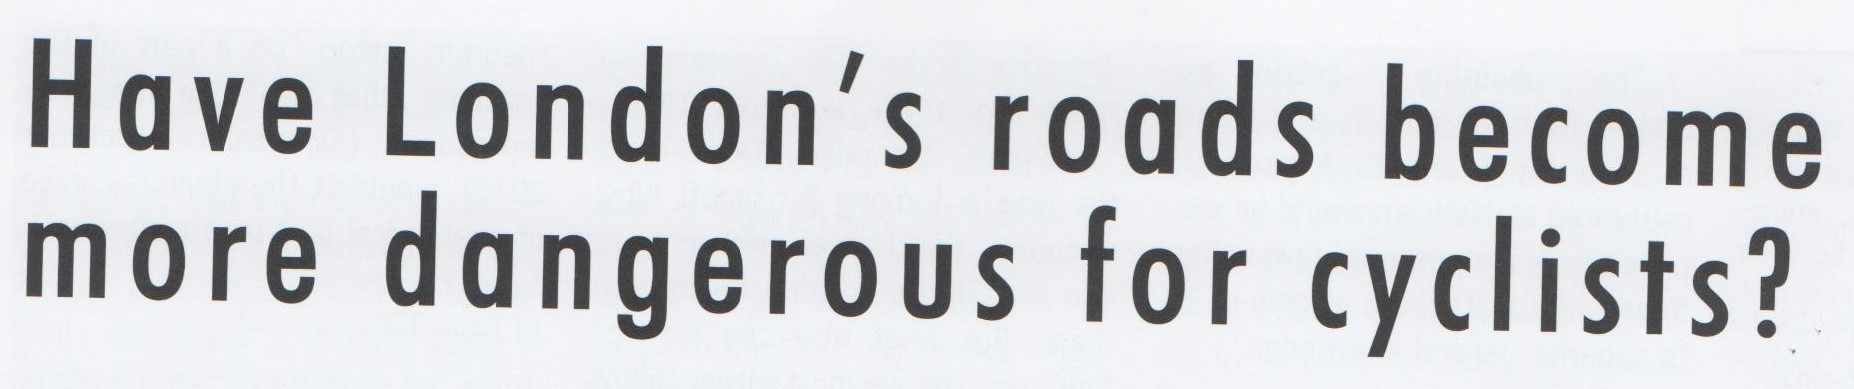 Have London’s roads become
more dangerous for cyclists?